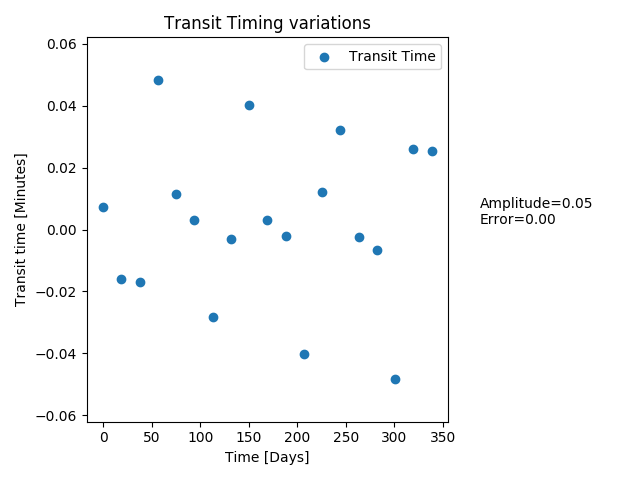 Transit Timing variations
0.06
0.04
0.02
0.00
−0.02
−0.04
−0.06
Transit time [Minutes]
Transit Time
0 50 100 150 200 250 300 350
Time [Days]
Amplitude=0.05
Error=0.00